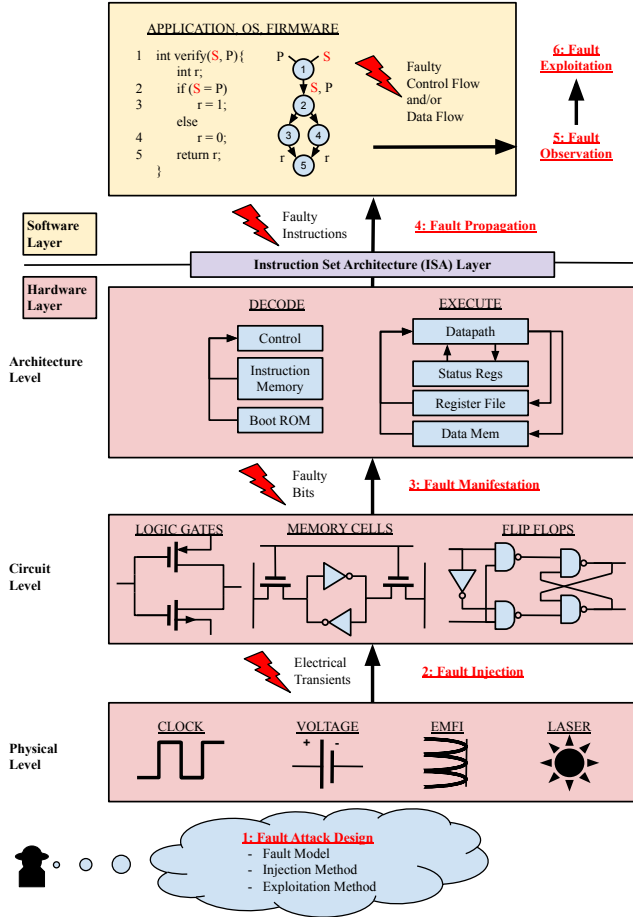 APPLICATION, OS, FIRMWARE
1 int verify(S, P){
int r;
2 if (S = P)
3 r = 1;
else
4 r = 0;
5 return r;
}
P S
1
S, P
2
3 4
r r
5
Faulty
Control Flow
and/or
Data Flow
6: Fault
Exploitation
5: Fault
Observation
Software
Layer
Faulty
Instructions
4: Fault Propagation
Instruction Set Architecture (ISA) Layer
Hardware
Layer
Architecture
Level
DECODE
Control
Instruction
Memory
Boot ROM
EXECUTE
Datapath
Status Regs
Register File
Data Mem
Faulty
Bits
3: Fault Manifestation
Circuit
Level
LOGIC GATES
MEMORY CELLS
FLIP FLOPS
Electrical
Transients
2: Fault Injection
Physical
Level
CLOCK
VOLTAGE
+ -
EMFI
LASER
1: Fault Attack Design
- Fault Model
- Injection Method
- Exploitation Method